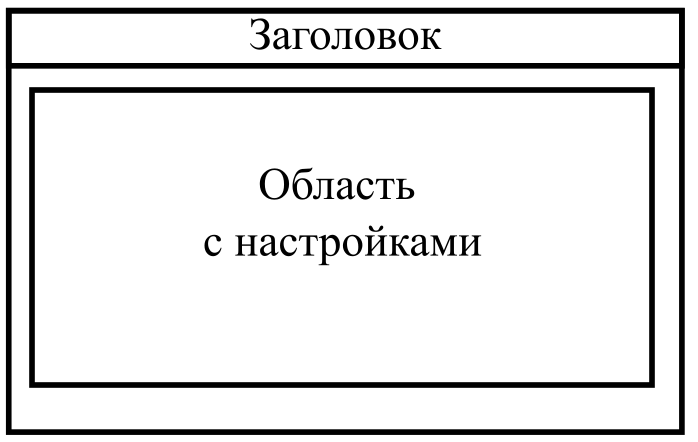 Заголовок
Область
с настройками